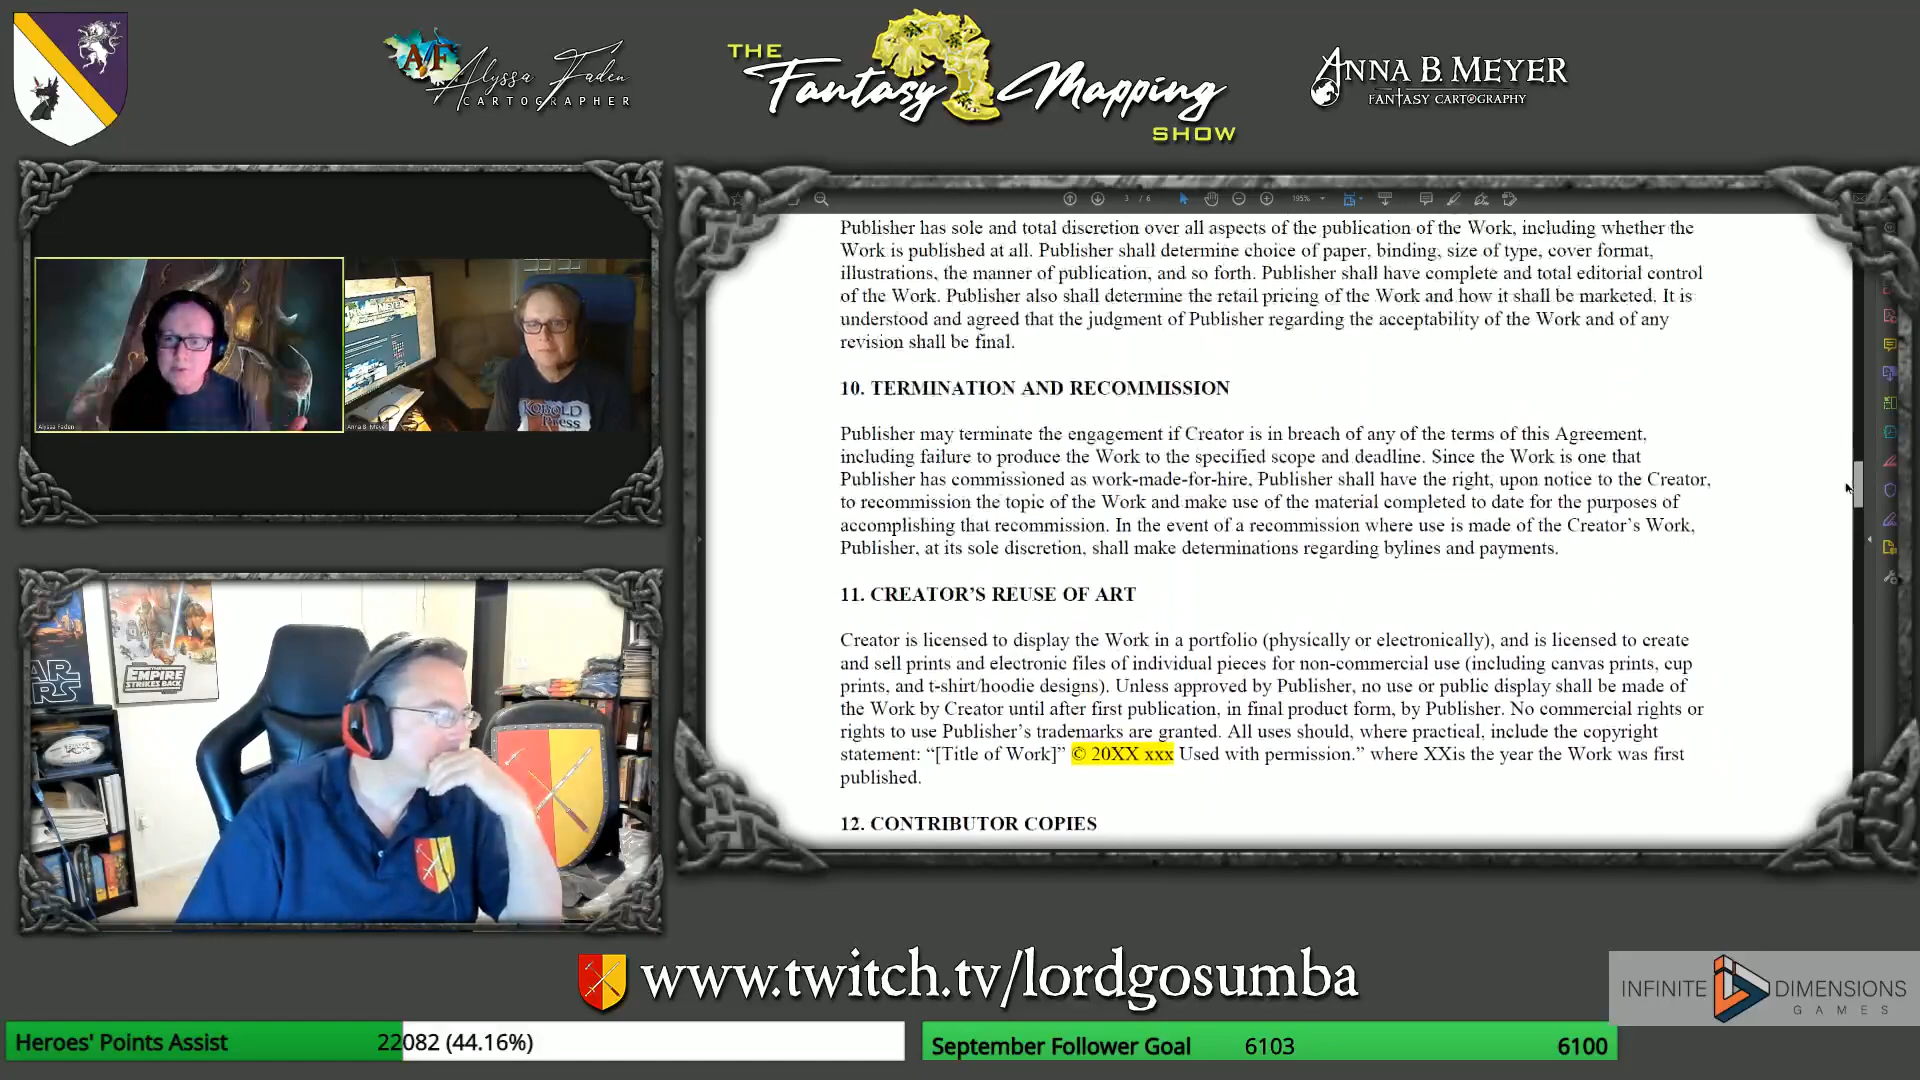 AF Alyssa Faden
CARTOGRAPHER
THE
Fantasy Mapping
SHOW
ANNA B. MEYER
FANTASY CARTOGRAPHY
3 / 6
195%
Publisher has sole and total discretion over all aspects of the publication of the Work, including whether the
Work is published at all. Publisher shall determine choice of paper, binding, size of type, cover format,
illustrations, the manner of publication, and so forth. Publisher shall have complete and total editorial control
of the Work. Publisher also shall determine the retail pricing of the Work and how it shall be marketed. It is
understood and agreed that the judgment of Publisher regarding the acceptability of the Work and of any
revision shall be final.
10. TERMINATION AND RECOMMISSION
Publisher may terminate the engagement if Creator is in breach of any of the terms of this Agreement,
including failure to produce the Work to the specified scope and deadline. Since the Work is one that
Publisher has commissioned as work-made-for-hire, Publisher shall have the right, upon notice to the Creator,
to recommission the topic of the Work and make use of the material completed to date for the purposes of
accomplishing that recommission. In the event of a recommission where use is made of the Creator's Work,
Publisher, at its sole discretion, shall make determinations regarding bylines and payments.
11. CREATOR'S REUSE OF ART
Creator is licensed to display the Work in a portfolio (physically or electronically), and is licensed to create
and sell prints and electronic files of individual pieces for non-commercial use (including canvas prints, cup
prints, and t-shirt/hoodie designs). Unless approved by Publisher, no use or public display shall be made of
the Work by Creator until after first publication, in final product form, by Publisher. No commercial rights or
rights to use Publisher's trademarks are granted. All uses should, where practical, include the copyright
statement: “[Title of Work]” © 20XX xxx Used with permission.” where XXis the year the Work was first
published.
12. CONTRIBUTOR COPIES
MEYER
KOBOLD
Press
Alyssa Faden
Anna B. Meyer
AR
RS
EMPIRE
STRIKES BACK
www.twitch.tv/lordgosumba
INFINITE DIMENSIONS
GAMES
Heroes' Points Assist 22082 (44.16%)
September Follower Goal 6103 6100